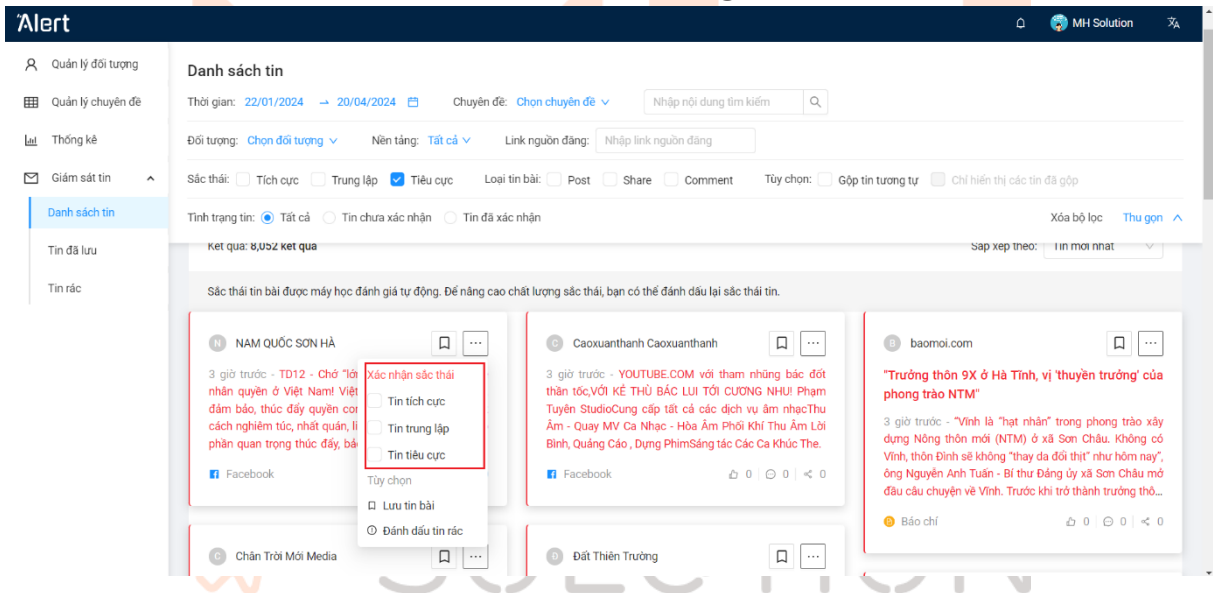 Alert
MH Solution
Quản lý đối tượng
Quản lý chuyên đề
Thống kê
Giám sát tin
Danh sách tin
Tin đã lưu
Tin rác
Danh sách tin
Thời gian: 22/01/2024 → 20/04/2024 Chuyên đề: Chọn chuyên đề Nhập nội dung tìm kiếm
Đối tượng: Chọn đối tượng Nền tảng: Tất cả Link nguồn đăng: Nhập link nguồn đăng
Sắc thái: Tích cực Trung lập Tiêu cực Loại tin bài: Post Share Comment Tùy chọn: Gộp tin tương tự Chỉ hiển thị các tin đã gộp
Tình trạng tin: Tất cả Tin chưa xác nhận Tin đã xác nhận Xóa bộ lọc Thu gọn
Kết quả: 8,052 kết quả Sắp xếp theo: Tin mới nhất
Sắc thái tin bài được máy học đánh giá tự động. Để nâng cao chất lượng sắc thái, bạn có thể đánh dấu lại sắc thái tin.
N NAM QUỐC SƠN HÀ
3 giờ trước - TD12 - Chớ "lớ
nhân quyền ở Việt Nam! Việt
đảm bảo, thúc đẩy quyền con
cách nghiêm túc, nhất quán, li
phần quan trọng thúc đẩy, bảo
Facebook
Xác nhận sắc thái
Tin tích cực
Tin trung lập
Tin tiêu cực
Tùy chọn
Lưu tin bài
Đánh dấu tin rác
C Caoxuanthanh Caoxuanthanh
3 giờ trước - YOUTUBE.COM với tham nhũng bác đốt
thần tốc,VỚI KẺ THÙ BÁC LUI TỚI CƯƠNG NHU! Phạm
Tuyên StudioCung cấp tất cả các dịch vụ âm nhạcThu
Âm - Quay MV Ca Nhạc - Hòa Âm Phối Khí Thu Âm Lời
Bình, Quảng Cáo , Dựng PhimSáng tác Các Ca Khúc The.
Facebook 0 0 0
B baomoi.com
"Trưởng thôn 9X ở Hà Tĩnh, vị 'thuyền trưởng' của
phong trào NTM"
3 giờ trước - "Vĩnh là "hạt nhân" trong phong trào xây
dựng Nông thôn mới (NTM) ở xã Sơn Châu. Không có
Vĩnh, thôn Đình sẽ không "thay da đổi thịt" như hôm nay",
ông Nguyễn Anh Tuấn - Bí thư Đảng ủy xã Sơn Châu mở
đầu câu chuyện về Vĩnh. Trước khi trở thành trưởng thô...
Báo chí 0 0 0
C Chân Trời Mới Media
Đ Đất Thiên Trường
SOLUTION